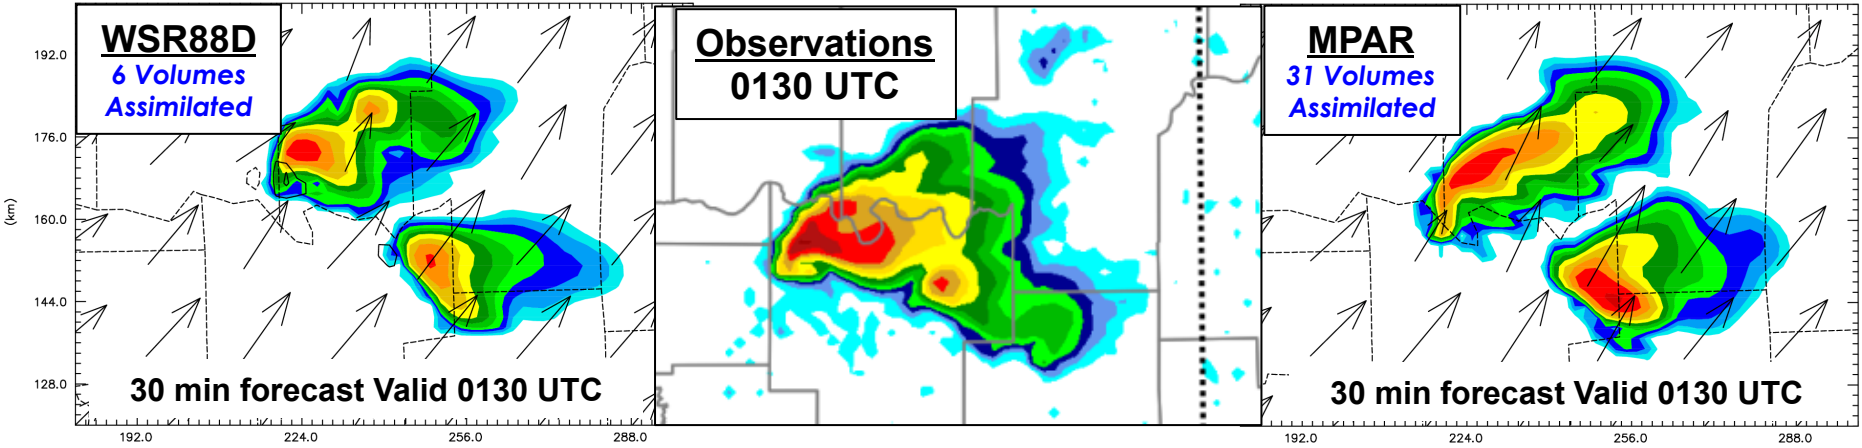 WSR88D
6 Volumes
Assimilated
Observations
0130 UTC
MPAR
31 Volumes
Assimilated
192.0
176.0
160.0
144.0
128.0
(km)
30 min forecast Valid 0130 UTC
30 min forecast Valid 0130 UTC
192.0 224.0 256.0 288.0
192.0 224.0 256.0 288.0